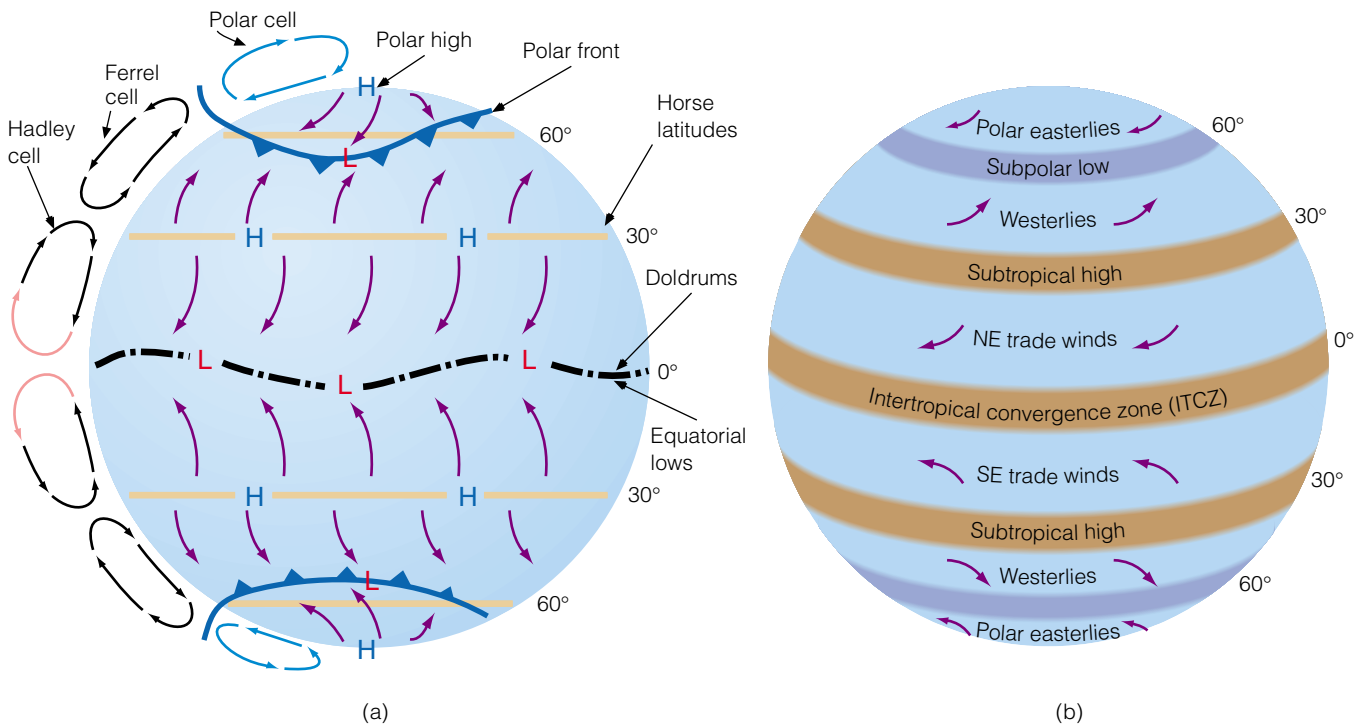 Polar cell
Polar high
Polar front
Ferrel
cell
Hadley
cell
Horse
latitudes
H
60°
L
30°
H
H
Doldrums
L
L
L
0°
Equatorial
lows
H
H
30°
L
60°
H
(a)
Polar easterlies
60°
Subpolar low
Westerlies
30°
Subtropical high
NE trade winds
0°
Intertropical convergence zone (ITCZ)
SE trade winds
30°
Subtropical high
Westerlies
60°
Polar easterlies
(b)